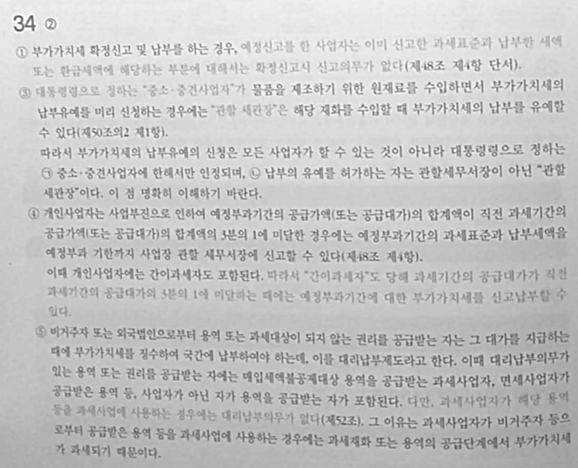 34 ②
① 부가가치세 확정신고 및 납부를 하는 경우, 예정신고를 한 사업자는 이미 신고한 과세표준과 납부한 세액
또는 환급세액에 해당하는 부분에 대해서는 확정신고시 신고의무가 없다(제48조 제4항 단서).
③ 대통령령으로 정하는 "중소·중견사업자"가 물품을 제조하기 위한 원재료를 수입하면서 부가가치세의
납부유예를 미리 신청하는 경우에는 "관할 세관장"은 해당 재화를 수입할 때 부가가치세의 납부를 유예할
수 있다(제50조의2 제1항).
따라서 부가가치세의 납부유예의 신청은 모든 사업자가 할 수 있는 것이 아니라 대통령령으로 정하는
㉠ 중소·중견사업자에 한해서만 인정되며, ㉡ 납부의 유예를 허가하는 자는 관할세무서장이 아닌 "관할
세관장"이다. 이 점 명확히 이해하기 바란다.
④ 개인사업자는 사업부진으로 인하여 예정부과기간의 공급가액(또는 공급대가)의 합계액이 직전 과세기간의
공급가액(또는 공급대가)의 합계액의 3분의 1에 미달한 경우에는 예정부과기간의 과세표준과 납부세액을
예정부과 기한까지 사업장 관할 세무서장에 신고할 수 있다(제48조 제4항).
이때 개인사업자에는 간이과세자도 포함된다. 따라서 "간이과세자"도 당해 과세기간의 공급대가가 직전
과세기간의 공급대가의 3분의 1에 미달하는 때에는 예정부과기간에 대한 부가가치세를 신고납부할 수
있다.
⑤ 비거주자 또는 외국법인으로부터 용역 또는 과세대상이 되지 않는 권리를 공급받는 자는 그 대가를 지급하는
때에 부가가치세를 징수하여 국간에 납부하여야 하는데, 이를 대리납부제도라고 한다. 이때 대리납부의무가
있는 용역 또는 권리를 공급받는 자에는 매입세액불공제대상 용역을 공급받는 과세사업자, 면세사업자가
공급받은 용역 등, 사업자가 아닌 자가 용역을 공급받는 자가 포함된다. 다만, 과세사업자가 해당 용역
등을 과세사업에 사용하는 경우에는 대리납부의무가 없다(제52조). 그 이유는 과세사업자가 비거주자 등으
로부터 공급받은 용역 등을 과세사업에 사용하는 경우에는 과세재화 또는 용역의 공급단계에서 부가가치세
가 과세되기 때문이다.